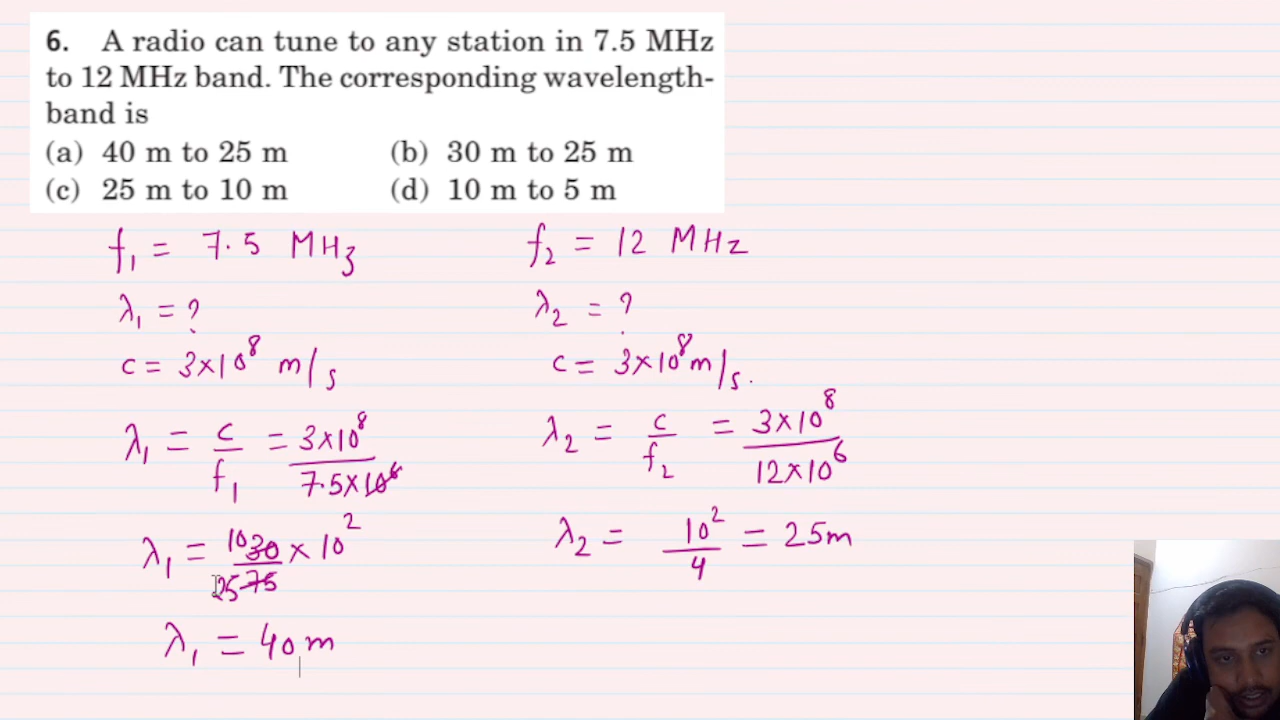 6. A radio can tune to any station in 7.5 MHz
to 12 MHz band. The corresponding wavelength-
band is
(a) 40 m to 25 m (b) 30 m to 25 m
(c) 25 m to 10 m (d) 10 m to 5 m
f₁ = 7.5 MHz f₂ = 12 MHz
λ₁ = ? λ₂ = ?
c = 3×10⁸ m/s c = 3×10⁸ m/s.
λ₁ = c/f₁ = 3×10⁸/7.5×10⁶ λ₂ = c/f₂ = 3×10⁸/12×10⁶
λ₁ = 10 30/25 75 × 10² λ₂ = 10²/4 = 25m
λ₁ = 40m